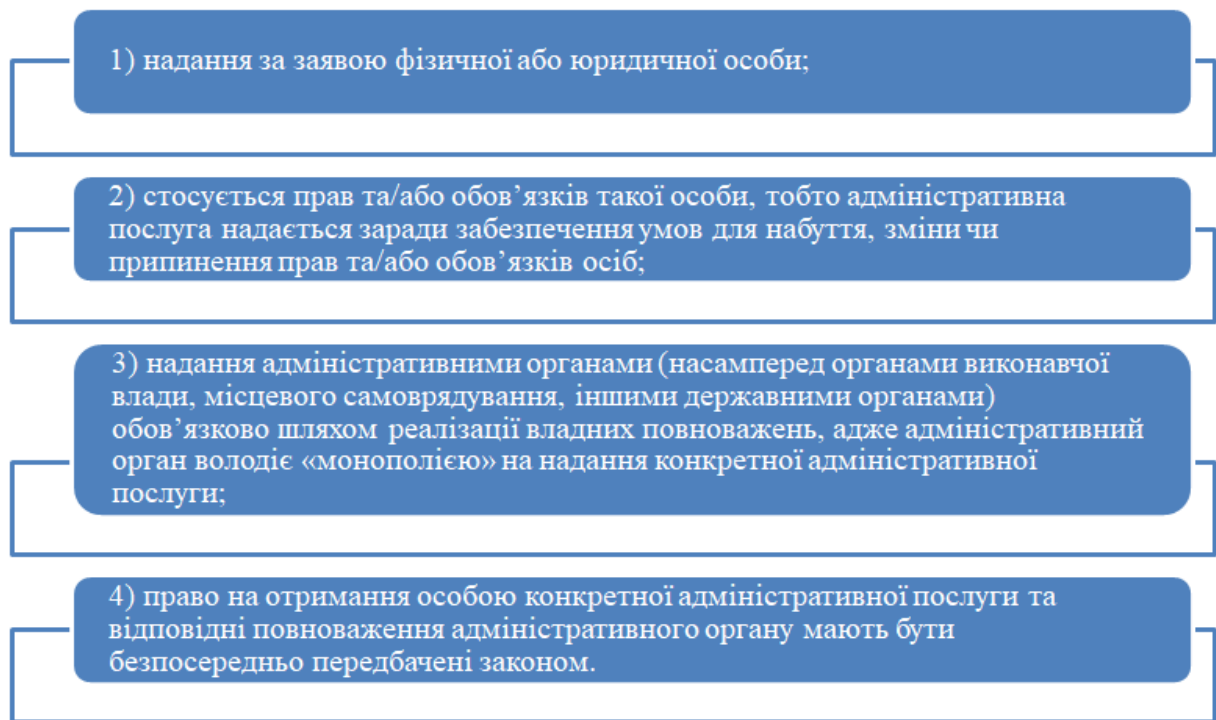 1) надання за заявою фізичної або юридичної особи;
2) стосується прав та/або обов’язків такої особи, тобто адміністративна
послуга надається заради забезпечення умов для набуття, зміни чи
припинення прав та/або обов’язків осіб;
3) надання адміністративними органами (насамперед органами виконавчої
влади, місцевого самоврядування, іншими державними органами)
обов’язково шляхом реалізації владних повноважень, адже адміністративний
орган володіє «монополією» на надання конкретної адміністративної
послуги;
4) право на отримання особою конкретної адміністративної послуги та
відповідні повноваження адміністративного органу мають бути
безпосередньо передбачені законом.